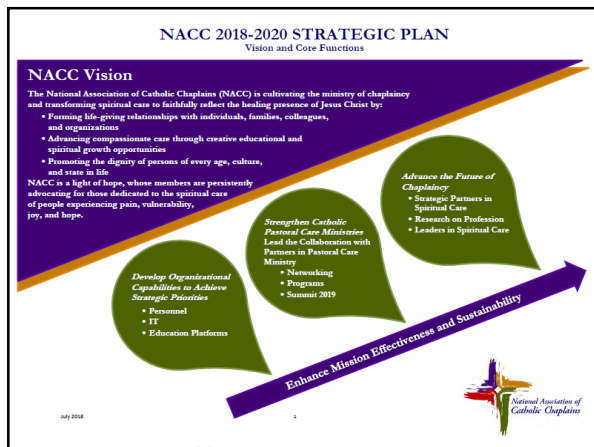 NACC 2018-2020 STRATEGIC PLAN
Vision and Core Functions
NACC Vision
The National Association of Catholic Chaplains (NACC) is cultivating the ministry of chaplaincy
and transforming spiritual care to faithfully reflect the healing presence of Jesus Christ by:
• Forming life-giving relationships with individuals, families, colleagues,
and organizations
• Advancing compassionate care through creative educational and
spiritual growth opportunities
• Promoting the dignity of persons of every age, culture,
and state in life
NACC is a light of hope, whose members are persistently
advocating for those dedicated to the spiritual care
of people experiencing pain, vulnerability,
joy, and hope.
Develop Organizational
Capabilities to Achieve
Strategic Priorities
• Personnel
• IT
• Education Platforms
Strengthen Catholic
Pastoral Care Ministries
Lead the Collaboration with
Partners in Pastoral Care
Ministry
• Networking
• Programs
• Summit 2019
Advance the Future of
Chaplaincy
• Strategic Partners in
Spiritual Care
• Research on Profession
• Leaders in Spiritual Care
Enhance Mission Effectiveness and Sustainability
National Association of
Catholic Chaplains
July 2018
1